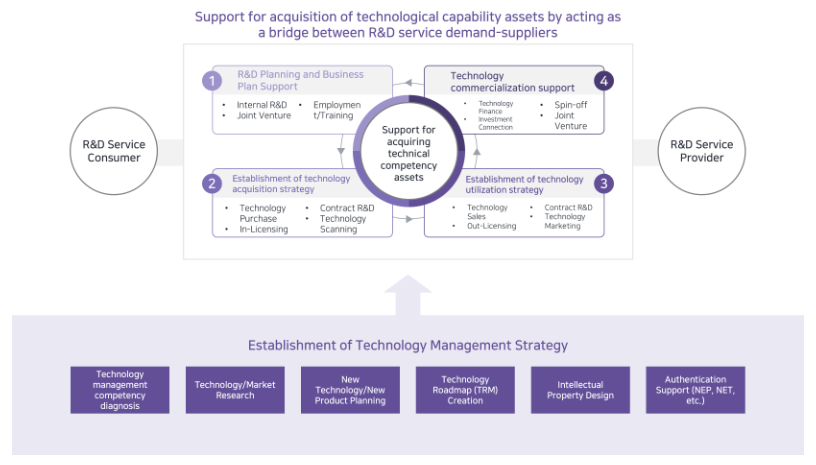 Support for acquisition of technological capability assets by acting as
a bridge between R&D service demand-suppliers
1
R&D Planning and Business
Plan Support
• Internal R&D
• Joint Venture
• Employmen
t/Training
4
Technology
commercialization support
• Technology
Finance
• Investment
Connection
• Spin-off
• Joint
Venture
R&D Service
Consumer
Support for
acquiring
technical
competency
assets
R&D Service
Provider
2
Establishment of technology
acquisition strategy
• Technology
Purchase
• In-Licensing
• Contract R&D
• Technology
Scanning
3
Establishment of technology
utilization strategy
• Technology
Sales
• Out-Licensing
• Contract R&D
• Technology
Marketing
Establishment of Technology Management Strategy
Technology
management
competency
diagnosis
Technology/Market
Research
New
Technology/New
Product Planning
Technology
Roadmap (TRM)
Creation
Intellectual
Property Design
Authentication
Support (NEP, NET,
etc.)